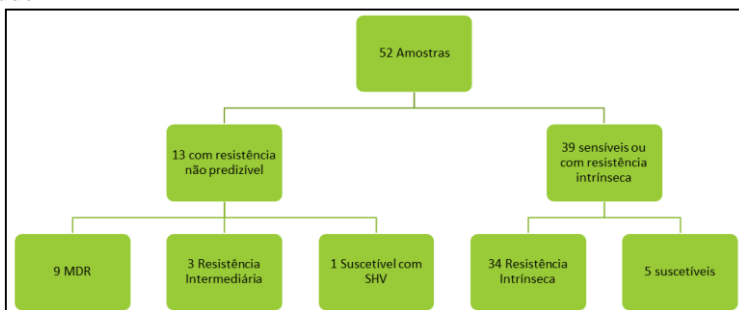 52 Amostras
13 com resistência
não predizível
39 sensíveis ou
com resistência
intrínseca
9 MDR
3 Resistência
Intermediária
1 Suscetível com
SHV
34 Resistência
Intrínseca
5 suscetíveis